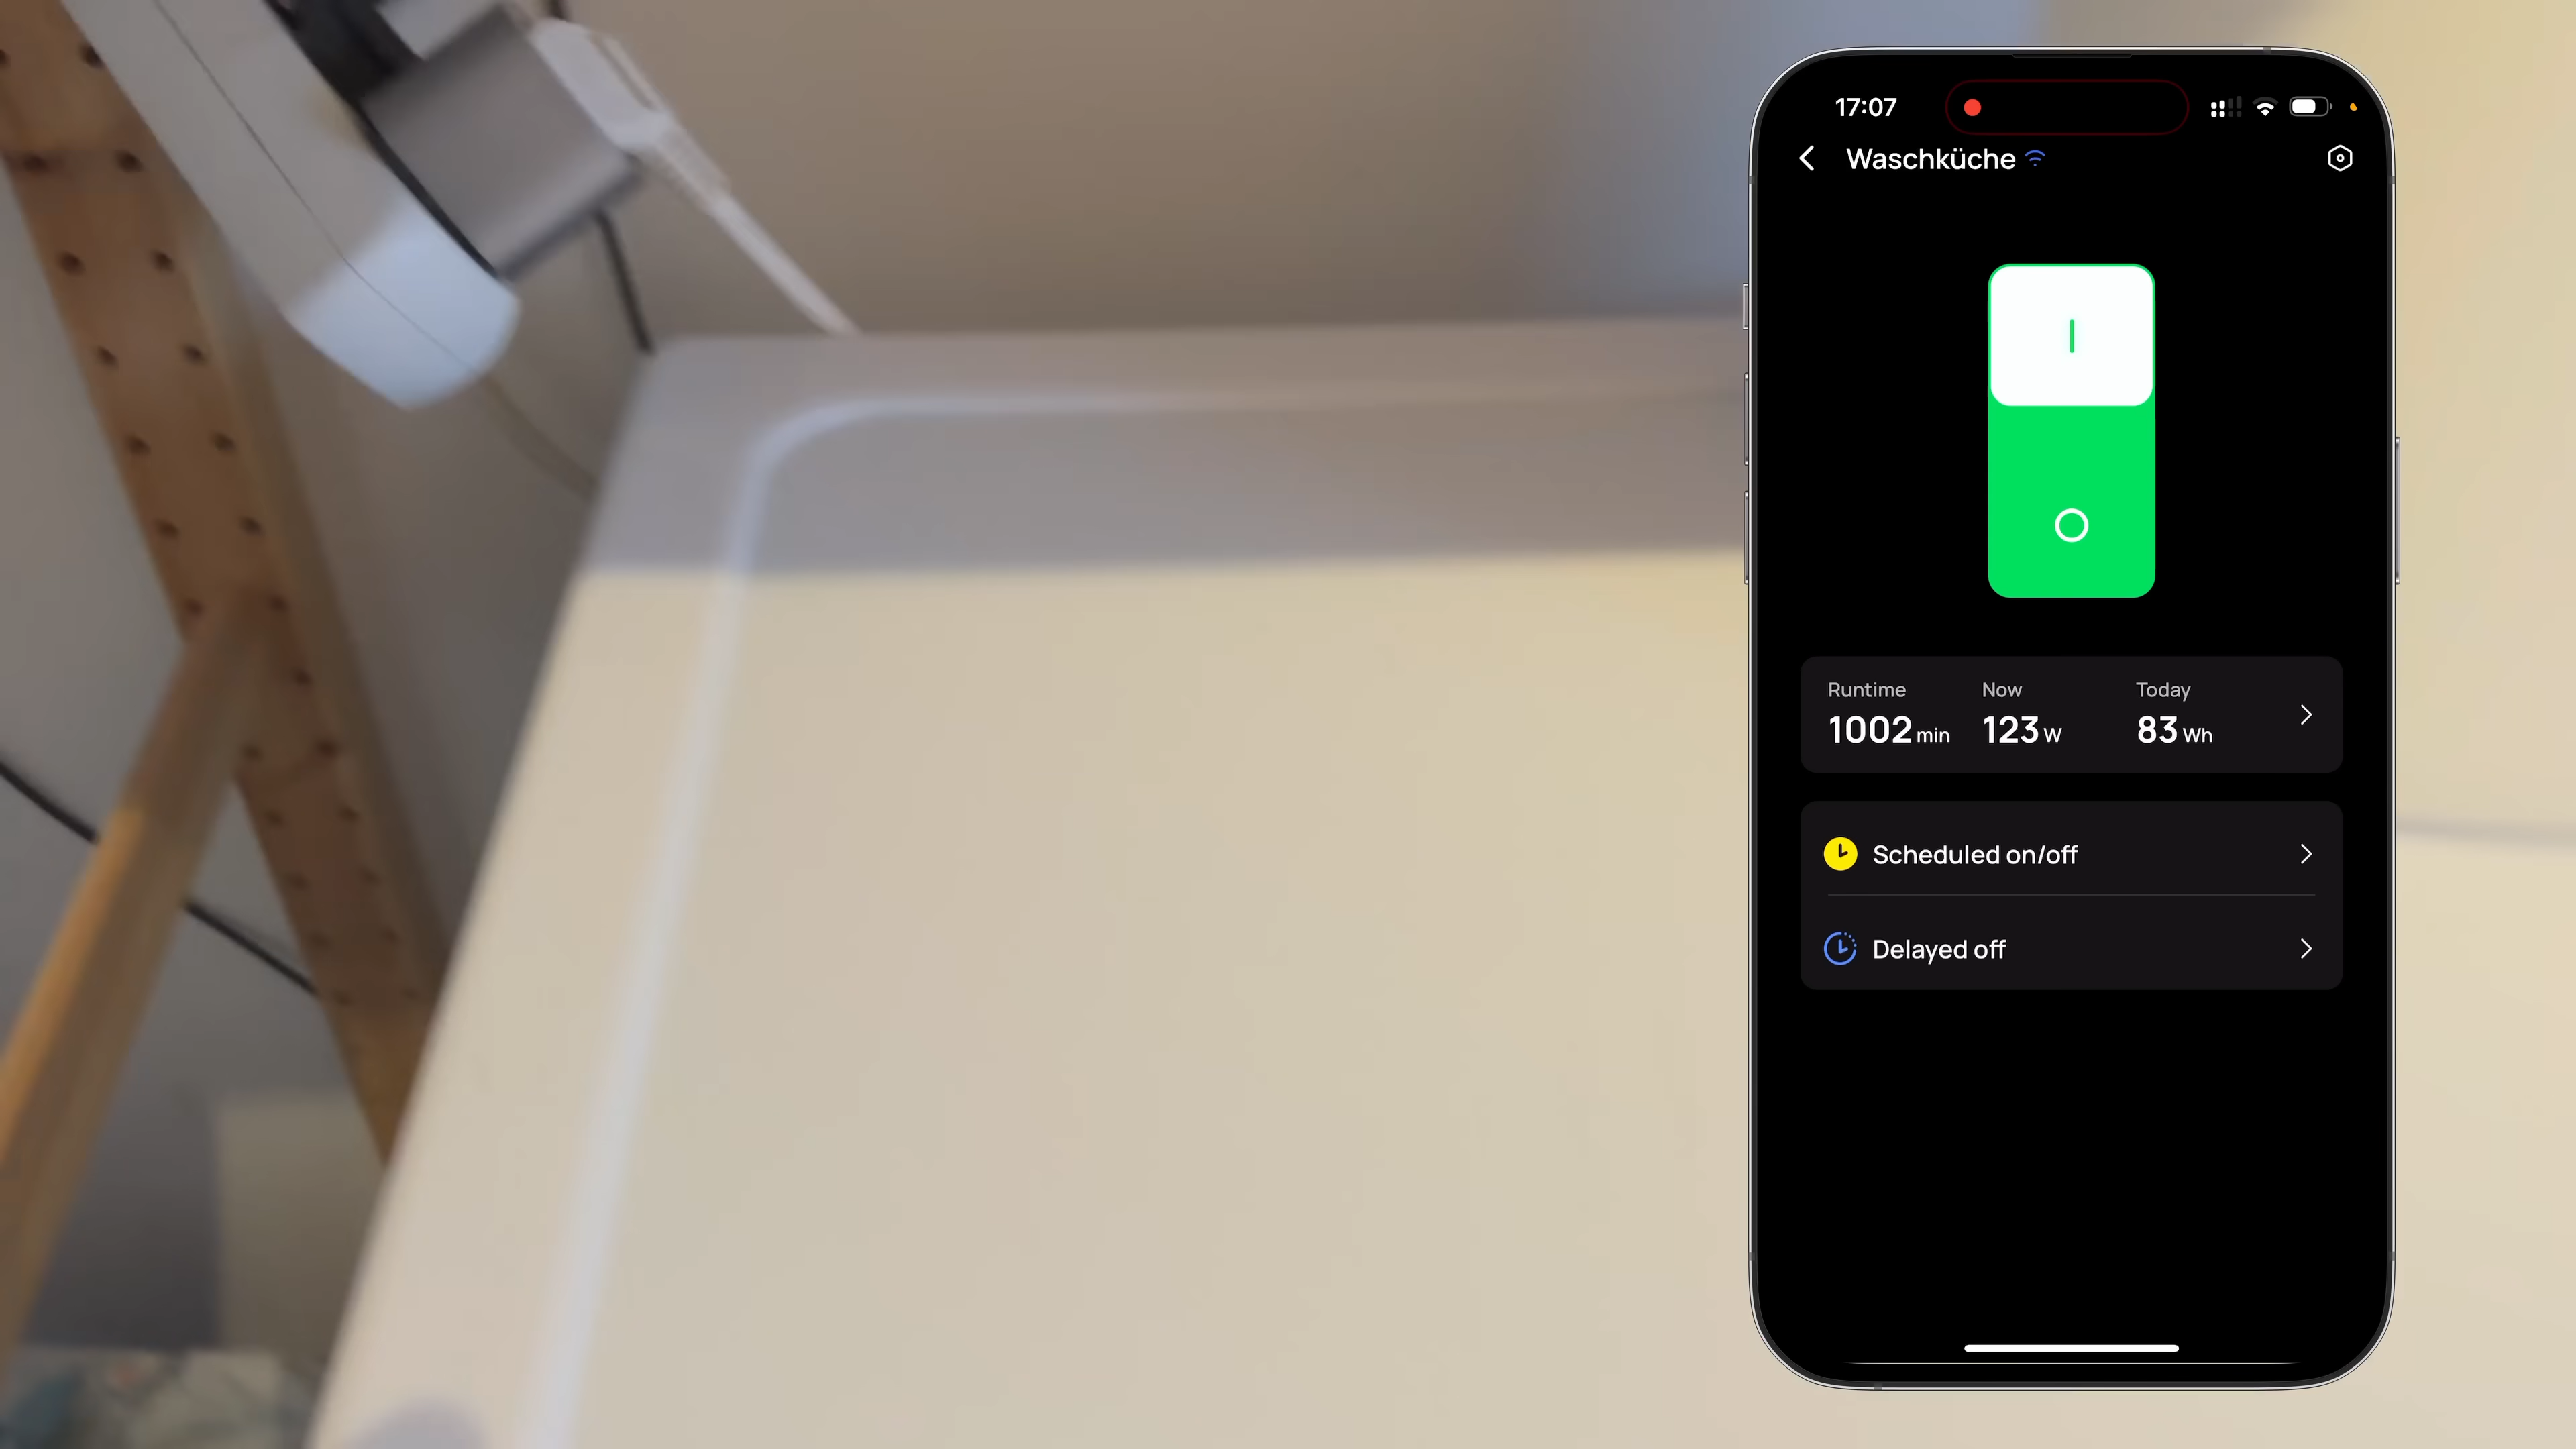 17:07
Waschküche
Runtime Now Today
1002 min 123 W 83 Wh
Scheduled on/off
Delayed off